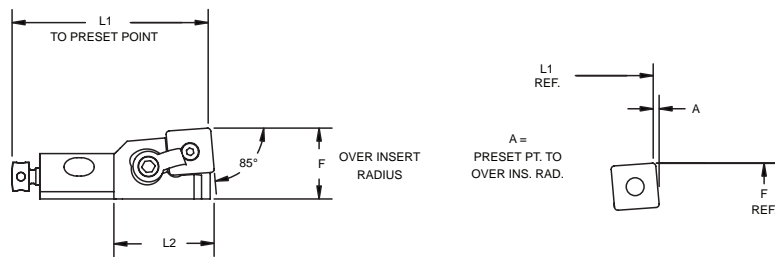 L1
TO PRESET POINT
85°
F
OVER INSERT
RADIUS
L2
L1
REF.
A
A =
PRESET PT. TO
OVER INS. RAD.
F
REF.